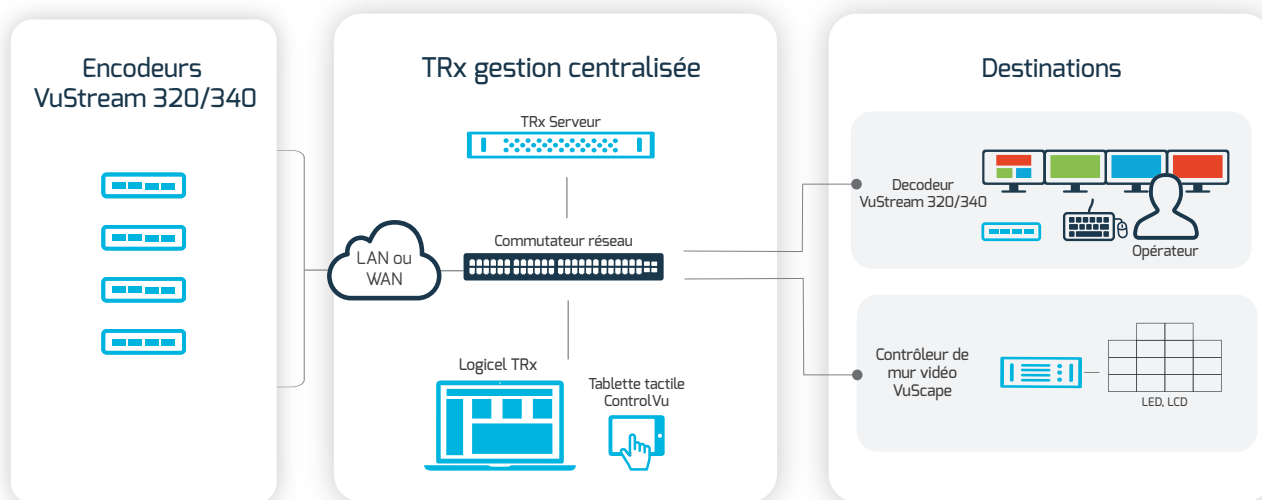 Encodeurs
VuStream 320/340
TRx gestion centralisée
TRx Serveur
LAN ou
WAN
Commutateur réseau
Logiciel TRx
Tablette tactile
ControlVu
Destinations
Decodeur
VuStream 320/340
Opérateur
Contrôleur de
mur vidéo
VuScape
LED, LCD